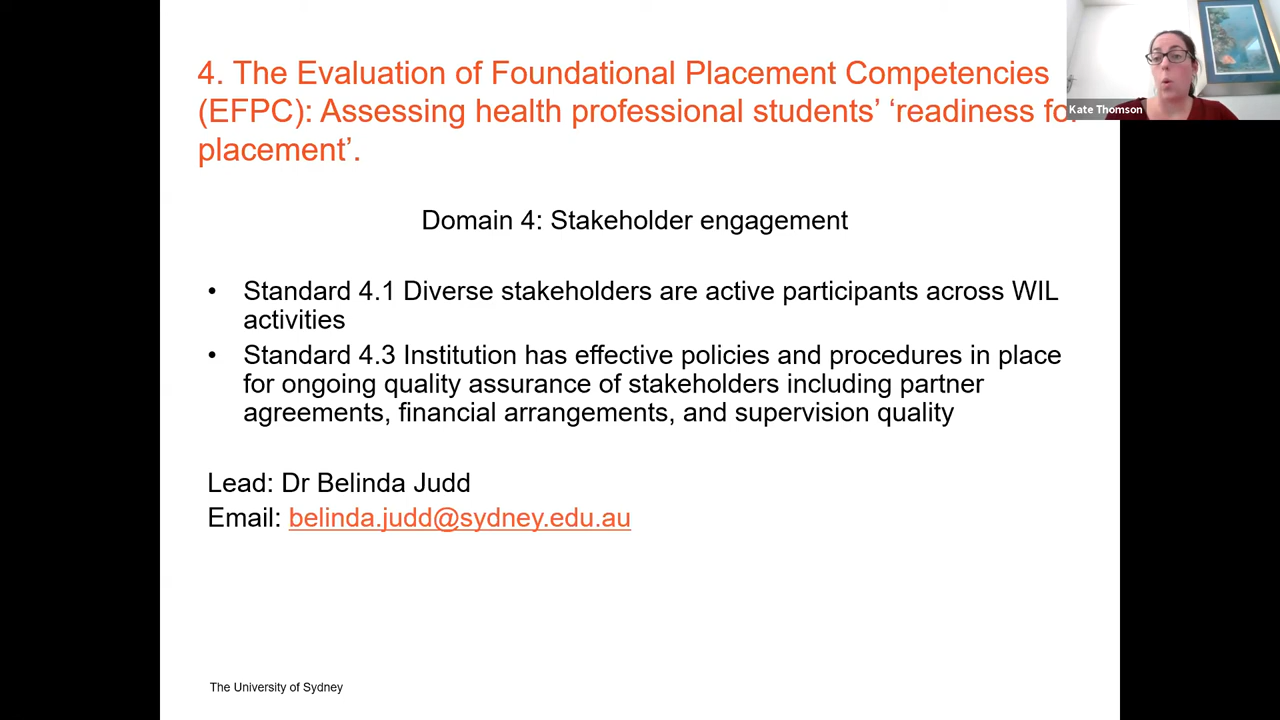 4. The Evaluation of Foundational Placement Competencies
(EFPC): Assessing health professional students’ ‘readiness for
placement’.
Kate Thomson
Domain 4: Stakeholder engagement
• Standard 4.1 Diverse stakeholders are active participants across WIL
activities
• Standard 4.3 Institution has effective policies and procedures in place
for ongoing quality assurance of stakeholders including partner
agreements, financial arrangements, and supervision quality
Lead: Dr Belinda Judd
Email: belinda.judd@sydney.edu.au
The University of Sydney